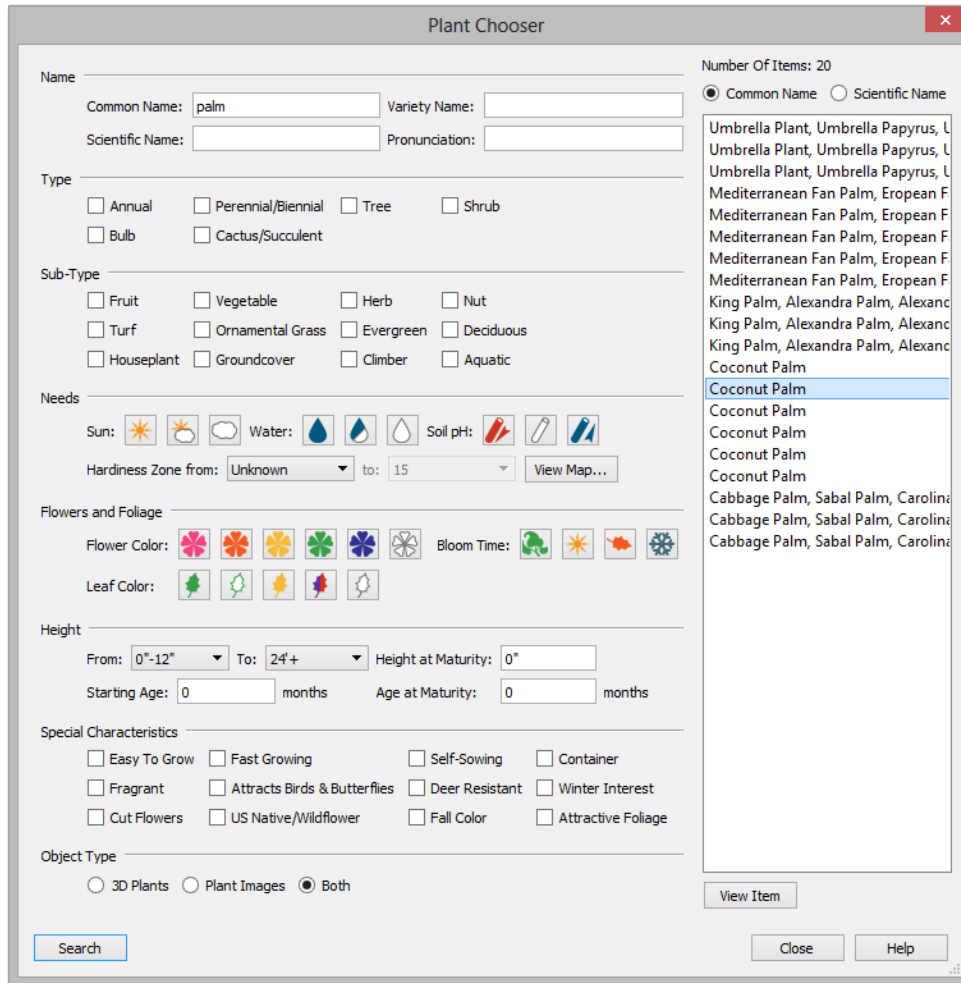 Plant Chooser
Name
Common Name: palm Variety Name:
Scientific Name: Pronunciation:
Type
Annual Perennial/Biennial Tree Shrub
Bulb Cactus/Succulent
Sub-Type
Fruit Vegetable Herb Nut
Turf Ornamental Grass Evergreen Deciduous
Houseplant Groundcover Climber Aquatic
Needs
Sun: Water: Soil pH:
Hardiness Zone from: Unknown to: 15 View Map...
Flowers and Foliage
Flower Color: Bloom Time:
Leaf Color:
Height
From: 0"-12" To: 24'+ Height at Maturity: 0"
Starting Age: 0 months Age at Maturity: 0 months
Special Characteristics
Easy To Grow Fast Growing Self-Sowing Container
Fragrant Attracts Birds & Butterflies Deer Resistant Winter Interest
Cut Flowers US Native/Wildflower Fall Color Attractive Foliage
Object Type
3D Plants Plant Images Both
Search
Number Of Items: 20
Common Name Scientific Name
Umbrella Plant, Umbrella Papyrus, U
Umbrella Plant, Umbrella Papyrus, U
Umbrella Plant, Umbrella Papyrus, U
Mediterranean Fan Palm, Eropean F
Mediterranean Fan Palm, Eropean F
Mediterranean Fan Palm, Eropean F
Mediterranean Fan Palm, Eropean F
Mediterranean Fan Palm, Eropean F
King Palm, Alexandra Palm, Alexand
King Palm, Alexandra Palm, Alexand
King Palm, Alexandra Palm, Alexand
Coconut Palm
Coconut Palm
Coconut Palm
Coconut Palm
Coconut Palm
Coconut Palm
Cabbage Palm, Sabal Palm, Carolina
Cabbage Palm, Sabal Palm, Carolina
Cabbage Palm, Sabal Palm, Carolina
View Item
Close Help